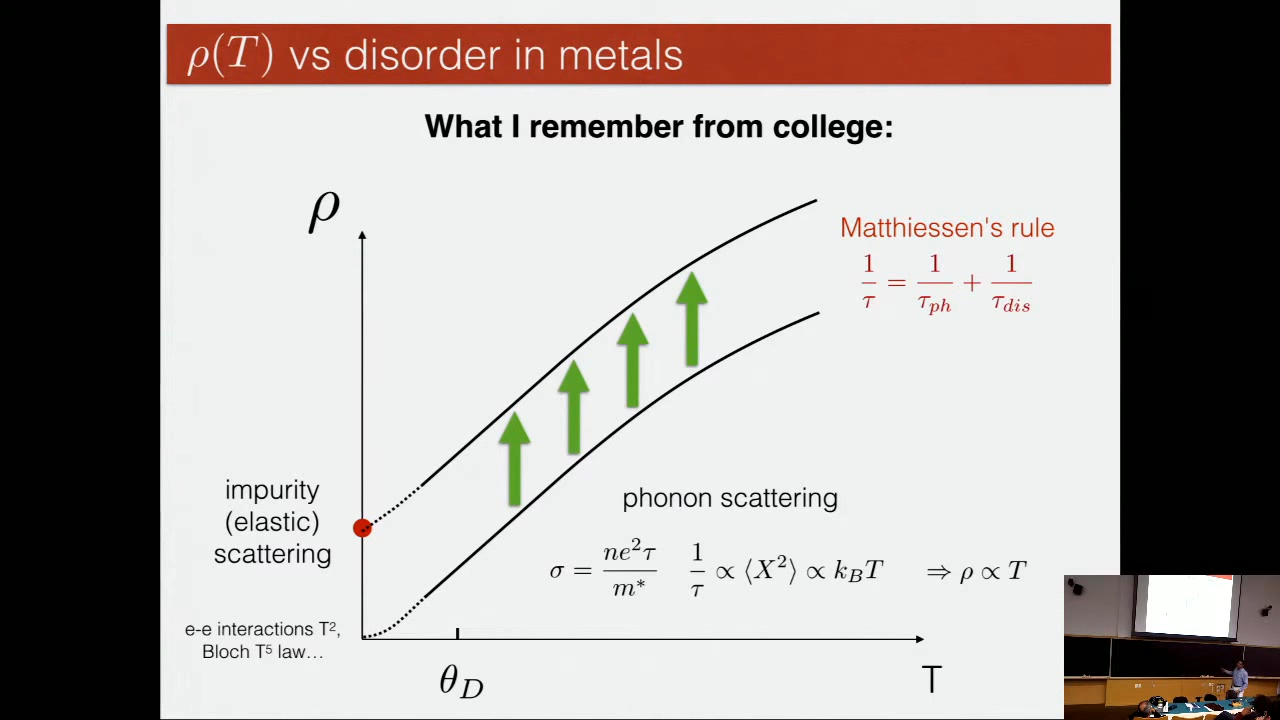 ρ(T) vs disorder in metals
What I remember from college:
ρ
Matthiessen's rule
1/τ = 1/τ_ph + 1/τ_dis
impurity
(elastic)
scattering
phonon scattering
σ = ne²τ/m* 1/τ ∝ ⟨X²⟩ ∝ k_BT ⇒ ρ ∝ T
e-e interactions T²,
Bloch T⁵ law...
θ_D
T